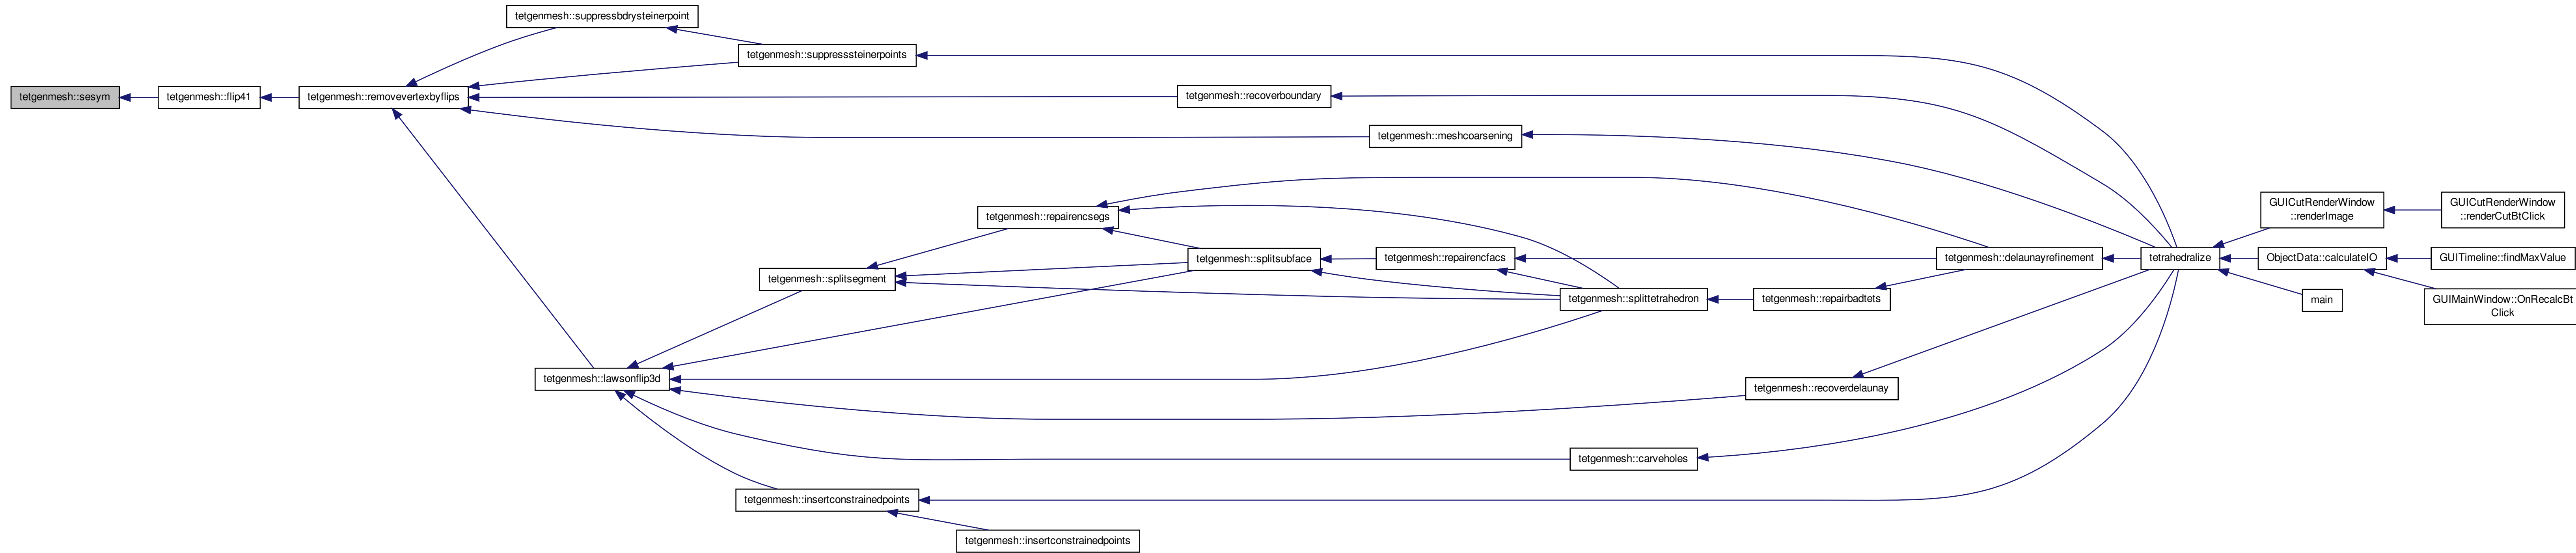 tetgenmesh::suppressbdrysteinerpoint
tetgenmesh::suppresssteinerpoints
tetgenmesh::sesym
tetgenmesh::flip41
tetgenmesh::removevertexbyflips
tetgenmesh::recoverboundary
tetgenmesh::meshcoarsening
tetgenmesh::repairencsegs
GUICutRenderWindow
::renderImage
GUICutRenderWindow
::renderCutBtClick
tetgenmesh::splitsegment
tetgenmesh::splitsubface
tetgenmesh::repairencfacs
tetgenmesh::delaunayrefinement
tetrahedralize
ObjectData::calculateIO
GUITimeline::findMaxValue
tetgenmesh::splittetrahedron
tetgenmesh::repairbadtets
main
GUIMainWindow::OnRecalcBt
Click
tetgenmesh::lawsonflip3d
tetgenmesh::recoverdelaunay
tetgenmesh::carveholes
tetgenmesh::insertconstrainedpoints
tetgenmesh::insertconstrainedpoints